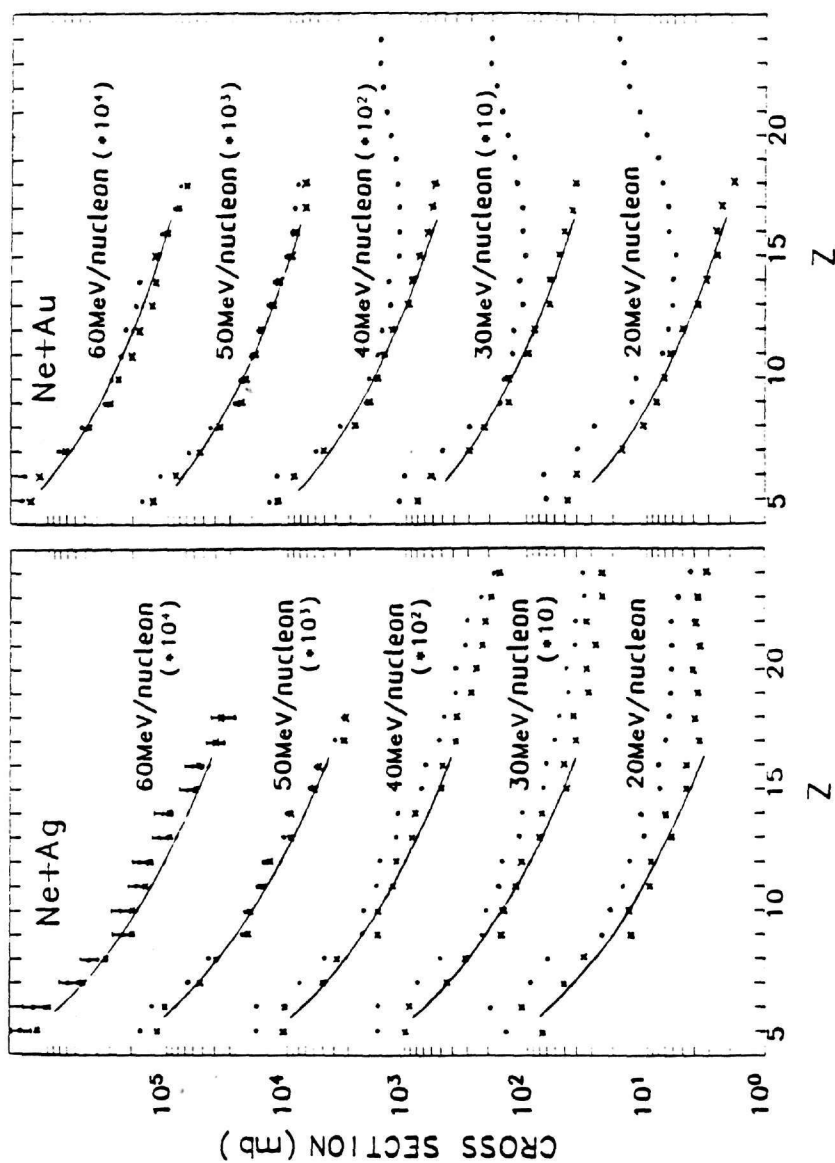 Ne+Ag
Ne+Au
CROSS SECTION (mb)
10⁵
10⁴
10³
10²
10¹
10⁰
60MeV/nucleon
(*10⁴)
50MeV/nucleon
(*10³)
40MeV/nucleon
(*10²)
30MeV/nucleon
(*10)
20MeV/nucleon
60MeV/nucleon (*10⁴)
50MeV/nucleon (*10³)
40MeV/nucleon (*10²)
30MeV/nucleon (*10)
20MeV/nucleon
5 10 15 20
5 10 15 20
Z
Z